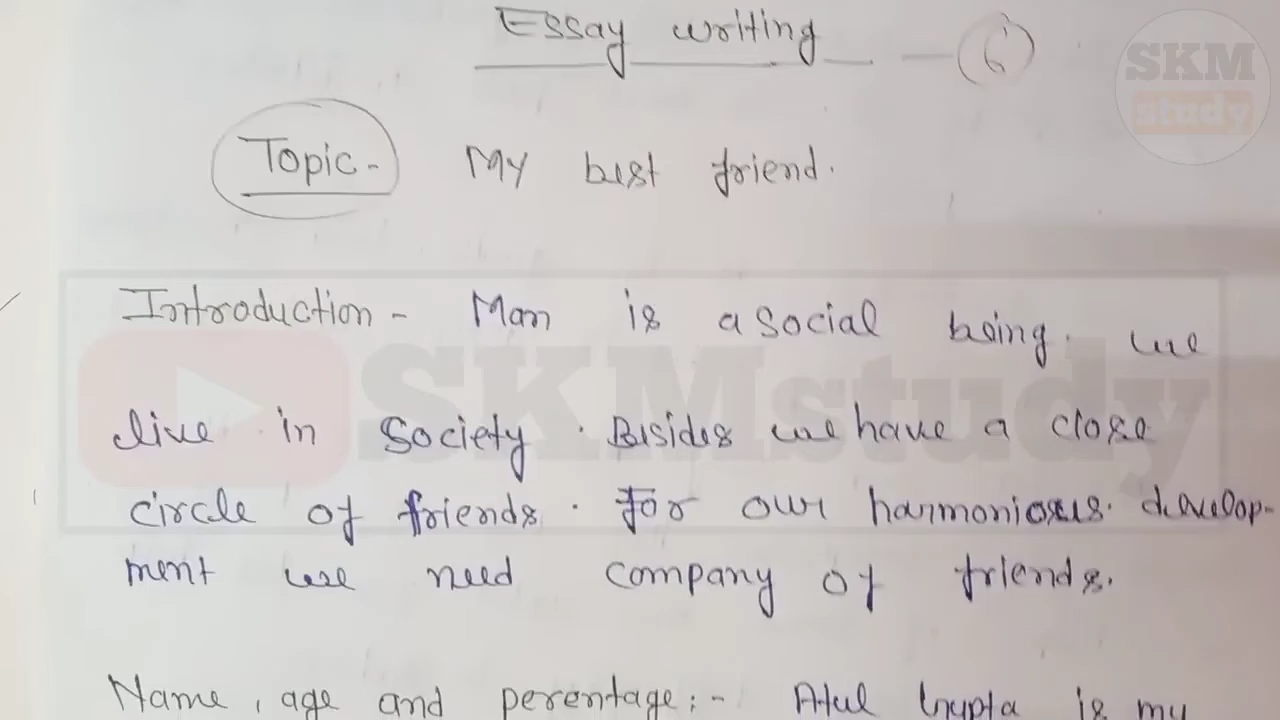 Essay writing - 6
SKM
study
Topic - My best friend.
Introduction - Man is a social being. we
live in Society. Besides we have a close
circle of friends. For our harmonious develop-
ment we need company of friends.
SKMstudy
Name, age and perentage:- Atul Gupta is my